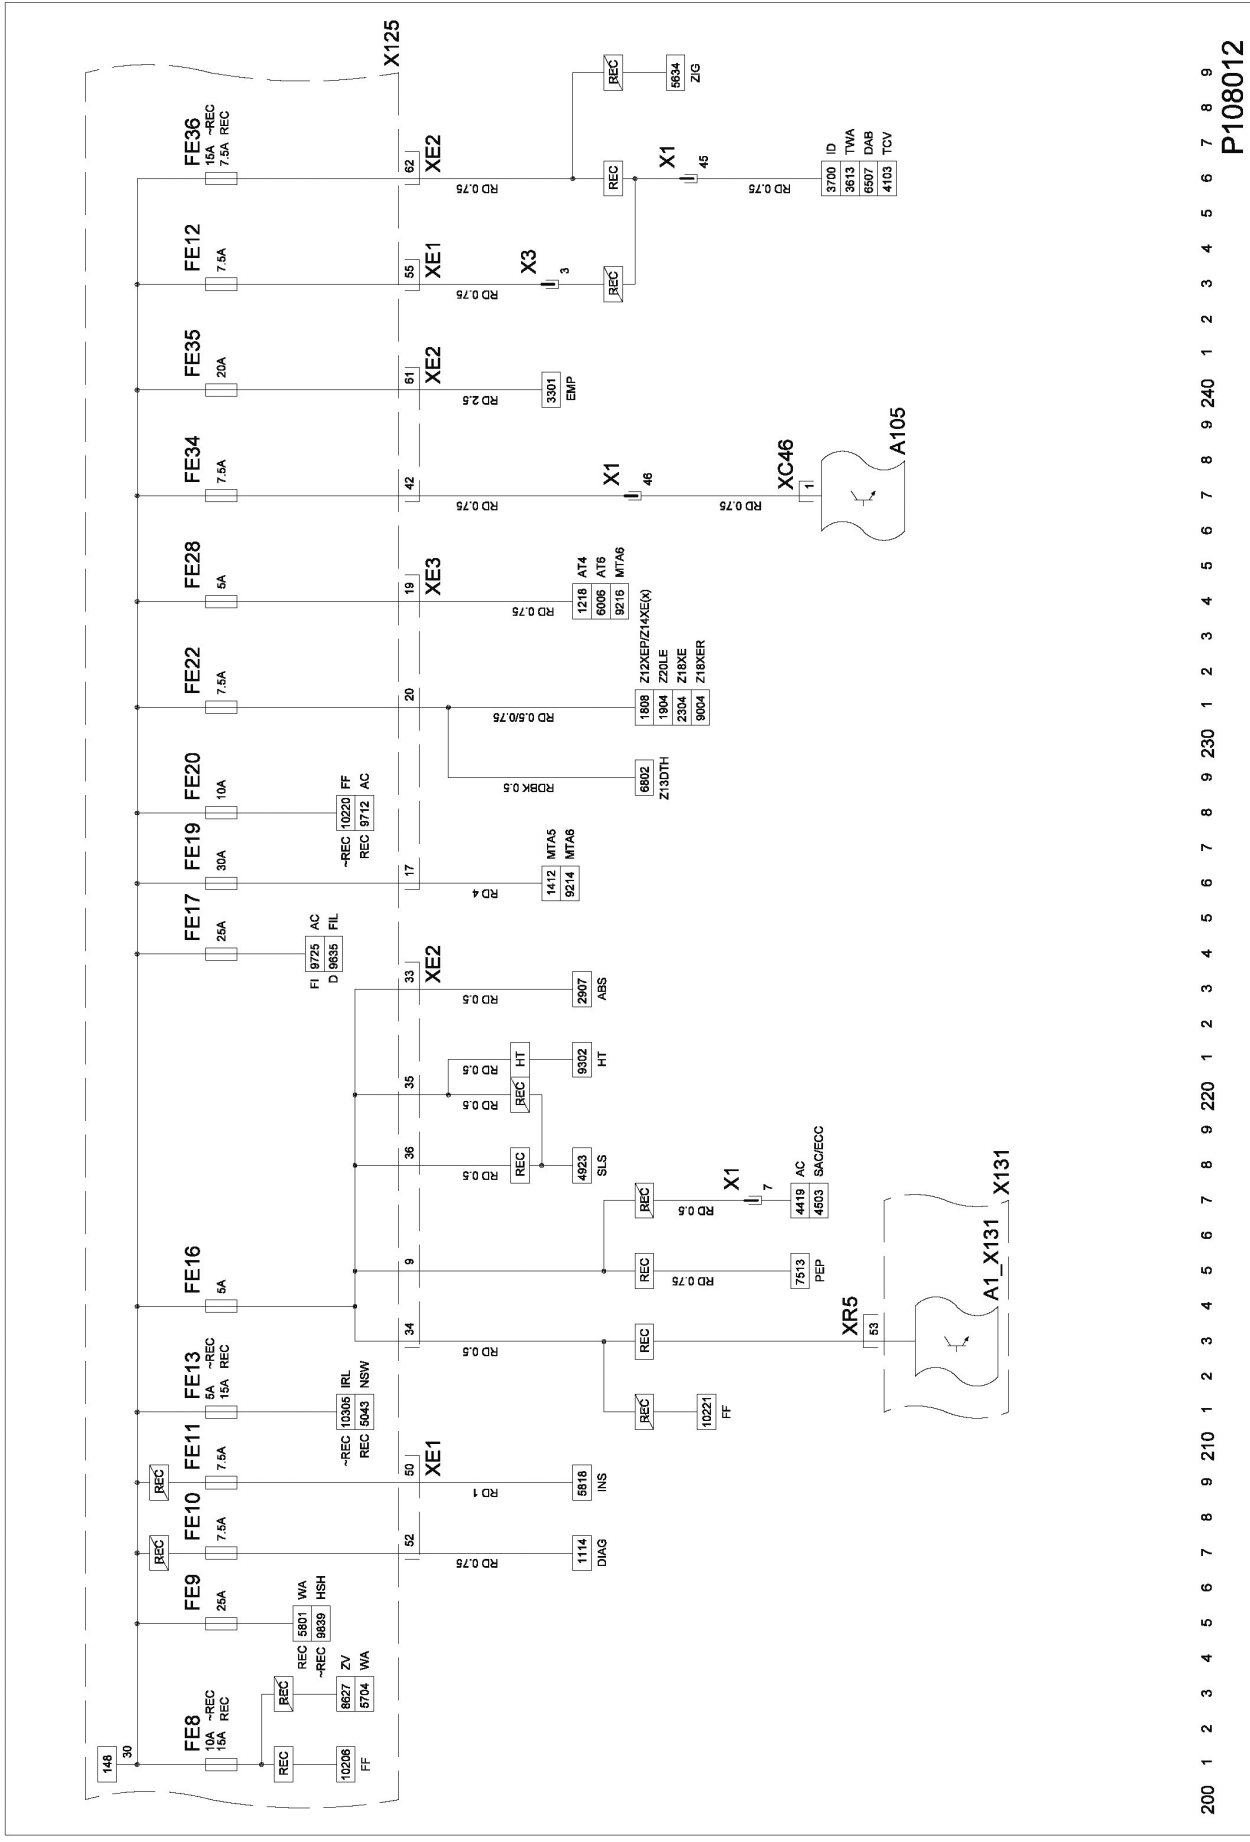 148
30
FE8
10A ~REC
15A REC
REC
10206
FF
REC
8627 ZV
5704 WA
FE9
25A
REC 5801 WA
~REC 9839 HSH
REC
FE10
7.5A
52
RD 0.75
1114
DIAG
REC
FE11
7.5A
50
XE1
RD 1
5818
INS
FE13
5A ~REC
15A REC
~REC 10305 IRL
REC 5043 NSW
FE16
5A
34
RD 0.5
REC
10221
FF
REC
XR5
53
A1_X131
X131
9
REC
RD 0.75
7513
PEP
REC
RD 0.5
X1
7
4419 AC
4503 SAC/ECC
36
RD 0.5
REC
4923
SLS
35
RD 0.5
REC
RD 0.5
HT
9302
HT
33
XE2
RD 0.5
2907
ABS
FE17
25A
FI 9725 AC
D 9635 FIL
FE19
30A
17
RD 4
1412 MTA5
9214 MTA6
FE20
10A
~REC 10220 FF
REC 9712 AC
FE22
7.5A
20
RDBK 0.5
6802
Z13DTH
RD 0.5/0.75
1808 Z12XEP/Z14XE(x)
1904 Z20LE
2304 Z18XE
9004 Z18XER
FE28
5A
19
XE3
RD 0.75
1218 AT4
6006 AT6
9216 MTA6
FE34
7.5A
42
RD 0.75
X1
46
RD 0.75
XC46
1
A105
FE35
20A
61
XE2
RD 2.5
3301
EMP
FE12
7.5A
55
XE1
RD 0.75
X3
3
REC
FE36
15A ~REC
7.5A REC
62
XE2
RD 0.75
REC
X1
45
RD 0.75
3700 ID
3613 TWA
6507 DAB
4103 TCV
REC
5634
ZIG
X125
200 1 2 3 4 5 6 7 8 9 210 1 2 3 4 5 6 7 8 9 220 1 2 3 4 5 6 7 8 9 230 1 2 3 4 5 6 7 8 9 240 1 2 3 4 5 6 7 8 9
P108012